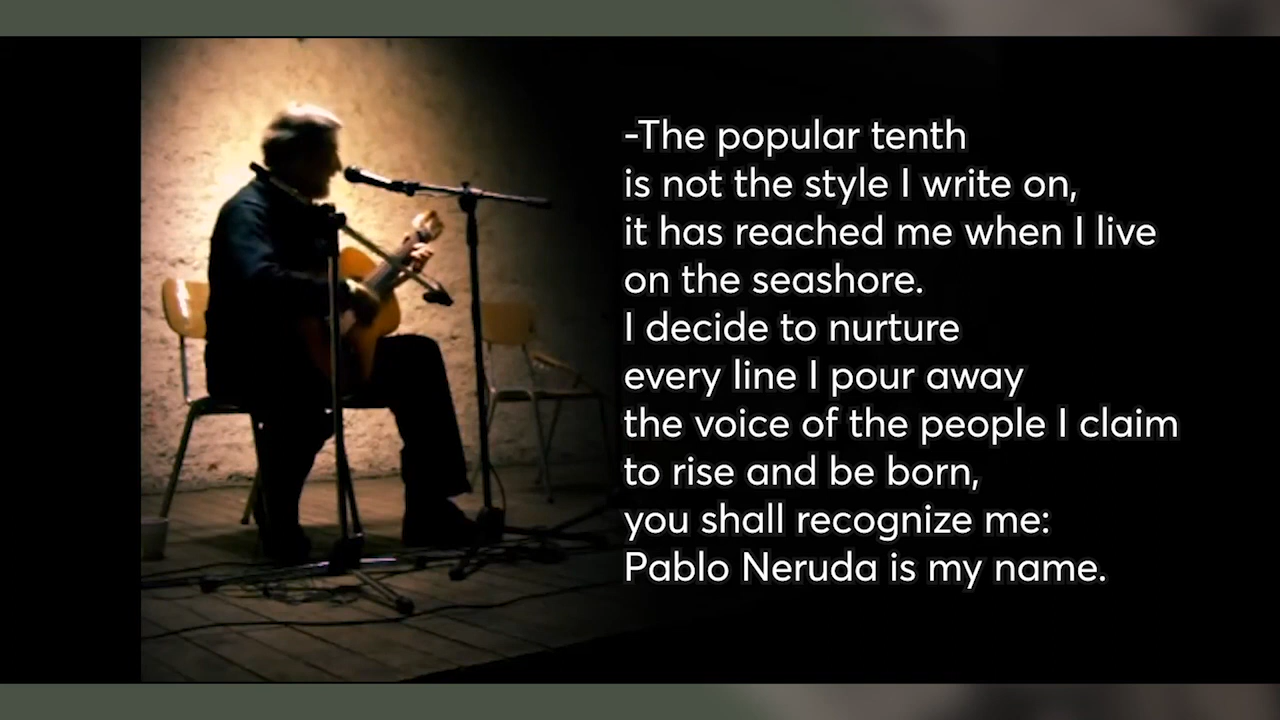 -The popular tenth
is not the style I write on,
it has reached me when I live
on the seashore.
I decide to nurture
every line I pour away
the voice of the people I claim
to rise and be born,
you shall recognize me:
Pablo Neruda is my name.